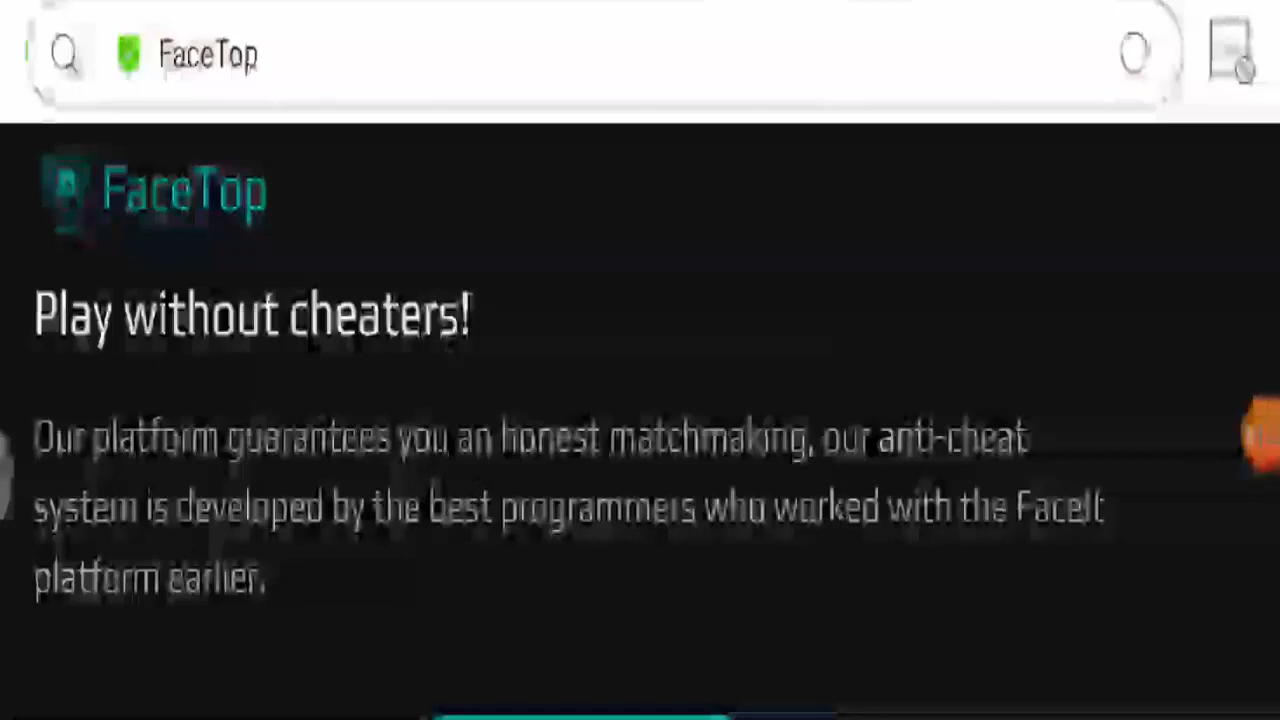 FaceTop
FaceTop
Play without cheaters!
Our platform guarantees you an honest matchmaking, our anti-cheat
system is developed by the best programmers who worked with the FaceIt
platform earlier.